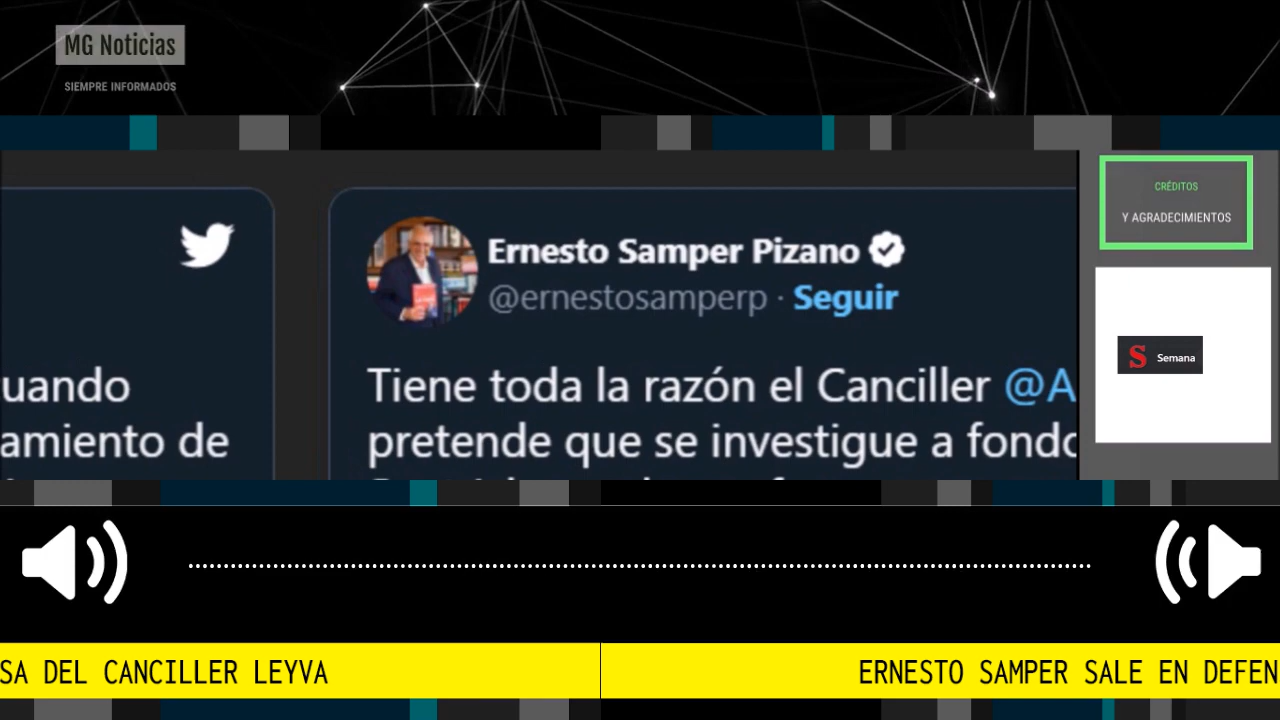 MG Noticias
SIEMPRE INFORMADOS
CRÉDITOS
Y AGRADECIMIENTOS
S Semana
uando
amiento de
Ernesto Samper Pizano
@ernestosamperp · Seguir
Tiene toda la razón el Canciller @A
pretende que se investigue a fondo
SA DEL CANCILLER LEYVA
ERNESTO SAMPER SALE EN DEFEN